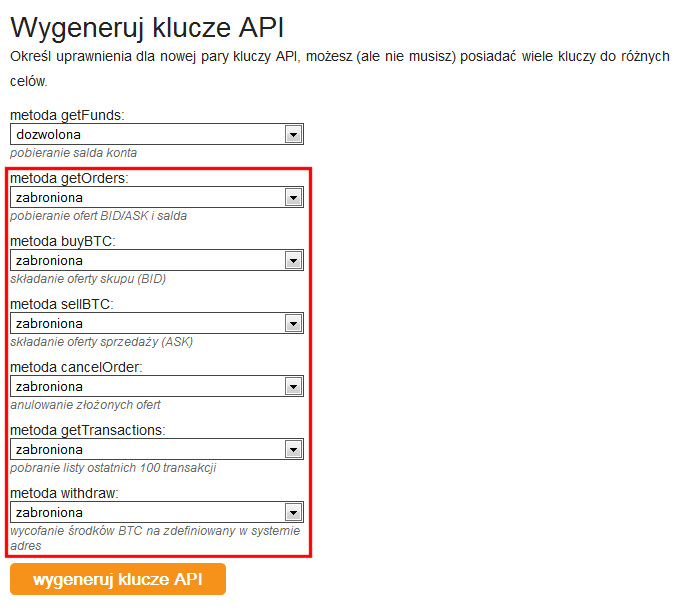 Wygeneruj klucze API
Określ uprawnienia dla nowej pary kluczy API, możesz (ale nie musisz) posiadać wiele kluczy do różnych
celów.
metoda getFunds:
dozwolona
pobieranie salda konta
metoda getOrders:
zabroniona
pobieranie ofert BID/ASK i salda
metoda buyBTC:
zabroniona
składanie oferty skupu (BID)
metoda sellBTC:
zabroniona
składanie oferty sprzedaży (ASK)
metoda cancelOrder:
zabroniona
anulowanie złożonych ofert
metoda getTransactions:
zabroniona
pobranie listy ostatnich 100 transakcji
metoda withdraw:
zabroniona
wycofanie środków BTC na zdefiniowany w systemie
adres
wygeneruj klucze API